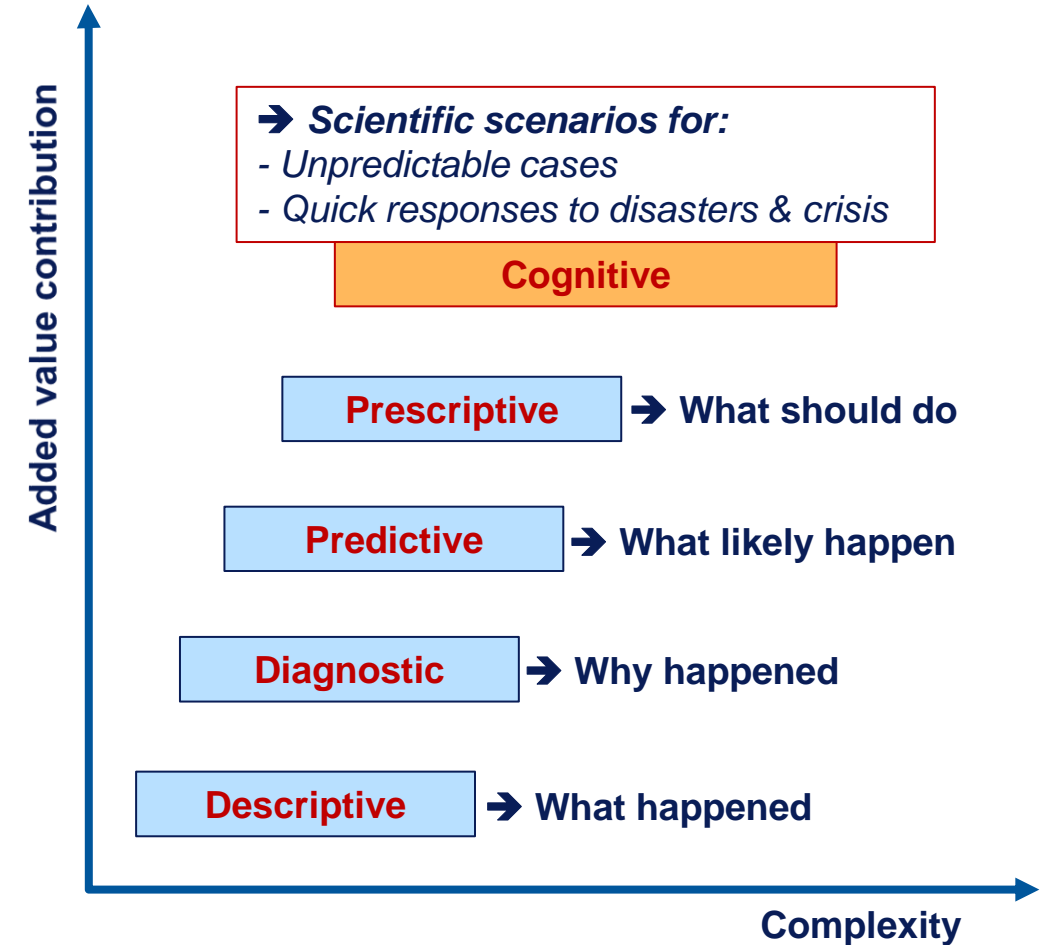 Added value contribution
➔ Scientific scenarios for:
- Unpredictable cases
- Quick responses to disasters & crisis
Cognitive
Prescriptive ➔ What should do
Predictive ➔ What likely happen
Diagnostic ➔ Why happened
Descriptive ➔ What happened
Complexity